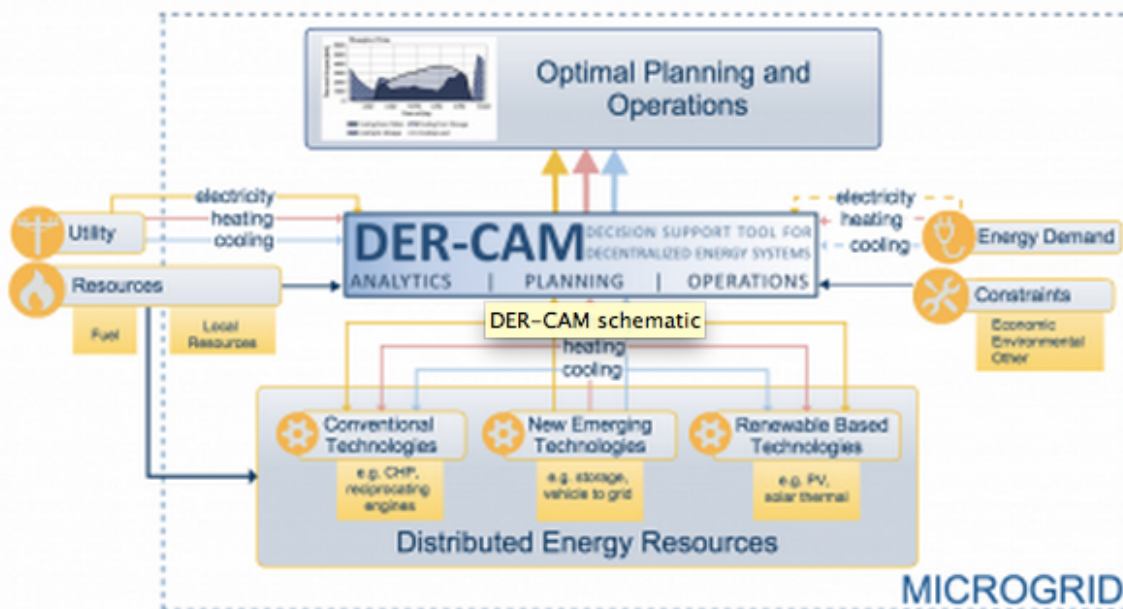 Optimal Planning and
Operations
electricity
heating
cooling
Utility
Resources
Fuel
Local
Resources
DER-CAM
DECISION SUPPORT TOOL FOR
DECENTRALIZED ENERGY SYSTEMS
ANALYTICS | PLANNING | OPERATIONS
electricity
heating
cooling
Energy Demand
Constraints
Economic
Environmental
Other
DER-CAM schematic
heating
cooling
Conventional
Technologies
e.g. CHP,
reciprocating
engines
New Emerging
Technologies
e.g. storage,
vehicle to grid
Renewable Based
Technologies
e.g. PV,
solar thermal
Distributed Energy Resources
MICROGRID